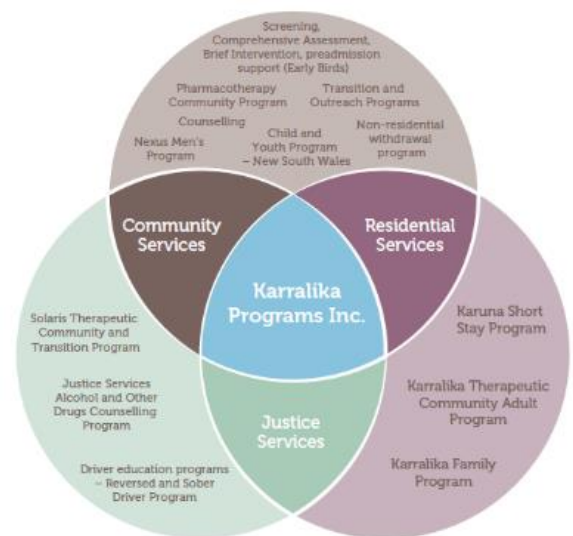 Screening,
Comprehensive Assessment,
Brief Intervention, preadmission
support (Early Birds)
Pharmacotherapy
Community Program
Transition and
Outreach Programs
Counselling
Nexus Men's
Program
Child and
Youth Program
– New South Wales
Non-residential
withdrawal
program
Community
Services
Residential
Services
Karralika
Programs Inc.
Solaris Therapeutic
Community and
Transition Program
Justice Services
Alcohol and Other
Drugs Counselling
Program
Driver education programs
– Reversed and Sober
Driver Program
Justice
Services
Karuna Short
Stay Program
Karralika Therapeutic
Community Adult
Program
Karralika Family
Program